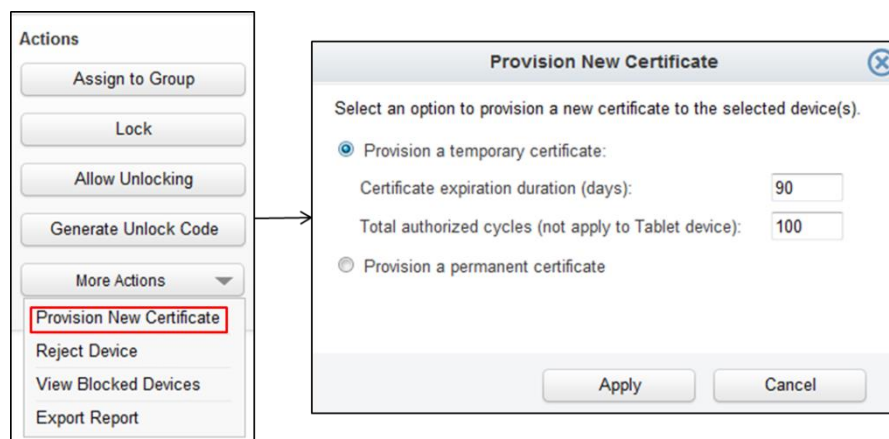 Actions
Assign to Group
Lock
Allow Unlocking
Generate Unlock Code
More Actions
Provision New Certificate
Reject Device
View Blocked Devices
Export Report
Provision New Certificate
Select an option to provision a new certificate to the selected device(s).
Provision a temporary certificate:
Certificate expiration duration (days): 90
Total authorized cycles (not apply to Tablet device): 100
Provision a permanent certificate
Apply Cancel